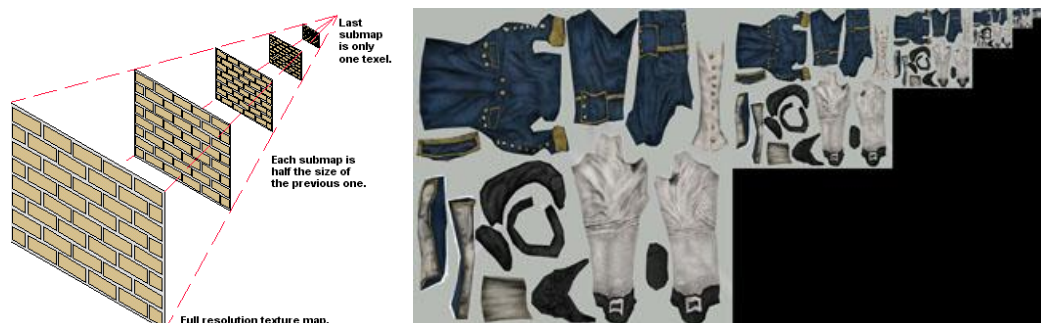 Last
submap
is only
one texel.
Each submap is
half the size of
the previous one.
Full resolution texture map.